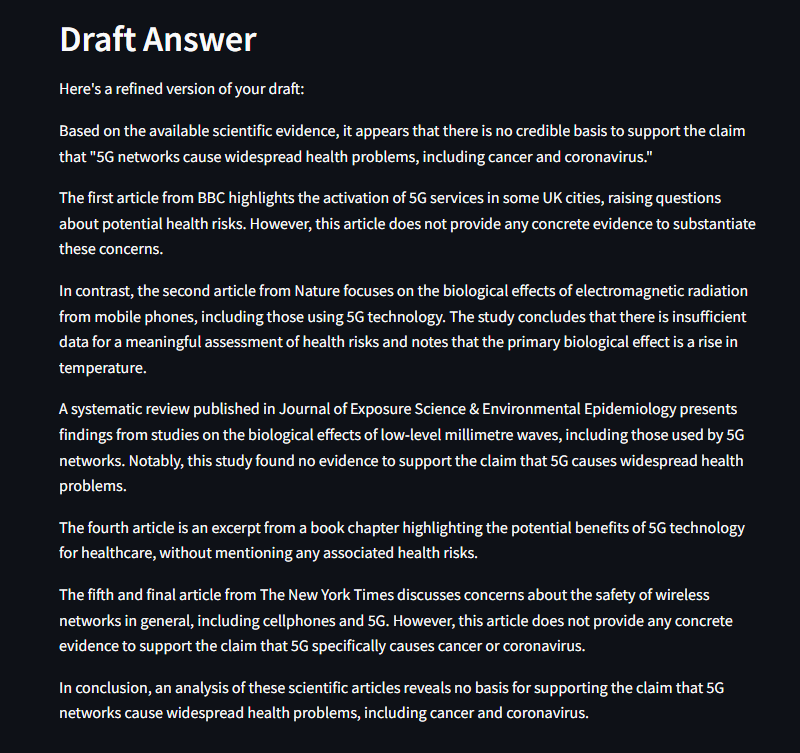 Draft Answer
Here's a refined version of your draft:
Based on the available scientific evidence, it appears that there is no credible basis to support the claim
that "5G networks cause widespread health problems, including cancer and coronavirus."
The first article from BBC highlights the activation of 5G services in some UK cities, raising questions
about potential health risks. However, this article does not provide any concrete evidence to substantiate
these concerns.
In contrast, the second article from Nature focuses on the biological effects of electromagnetic radiation
from mobile phones, including those using 5G technology. The study concludes that there is insufficient
data for a meaningful assessment of health risks and notes that the primary biological effect is a rise in
temperature.
A systematic review published in Journal of Exposure Science & Environmental Epidemiology presents
findings from studies on the biological effects of low-level millimetre waves, including those used by 5G
networks. Notably, this study found no evidence to support the claim that 5G causes widespread health
problems.
The fourth article is an excerpt from a book chapter highlighting the potential benefits of 5G technology
for healthcare, without mentioning any associated health risks.
The fifth and final article from The New York Times discusses concerns about the safety of wireless
networks in general, including cellphones and 5G. However, this article does not provide any concrete
evidence to support the claim that 5G specifically causes cancer or coronavirus.
In conclusion, an analysis of these scientific articles reveals no basis for supporting the claim that 5G
networks cause widespread health problems, including cancer and coronavirus.